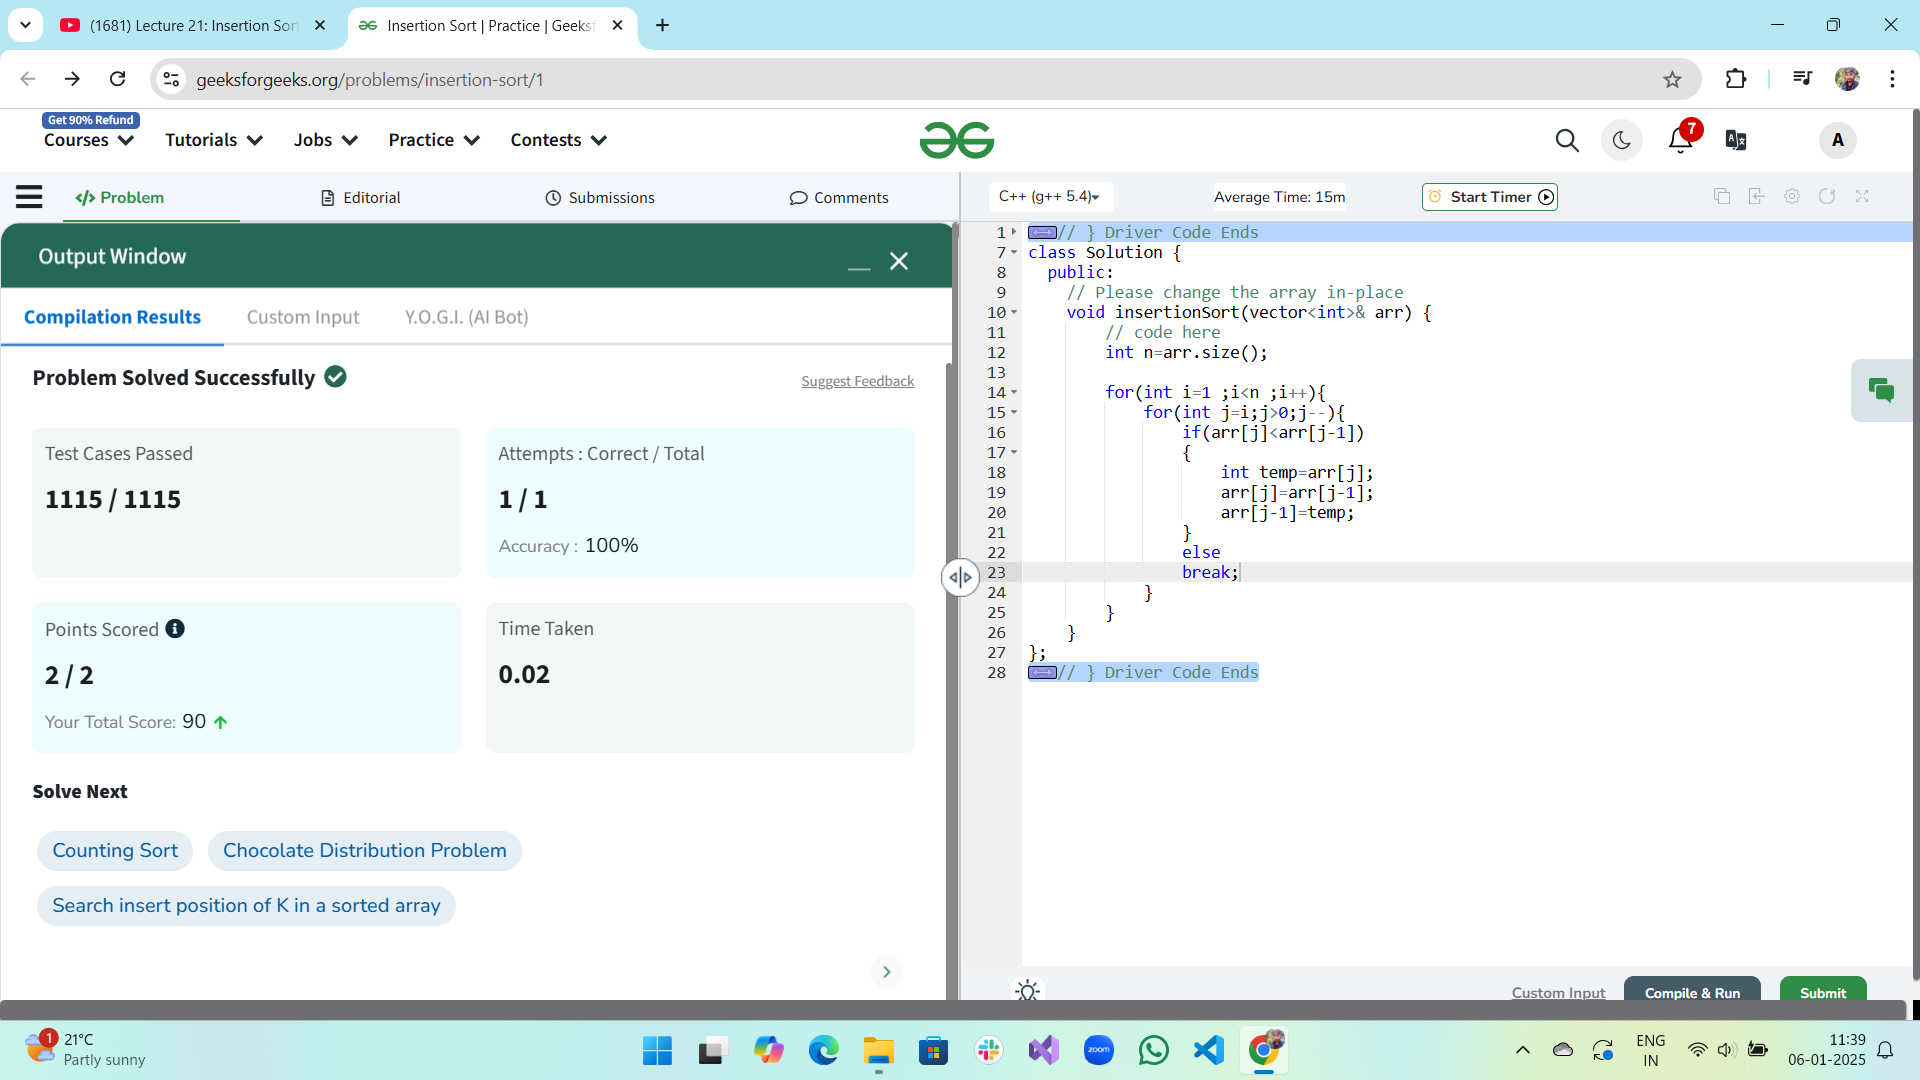 (1681) Lecture 21: Insertion Sor
Insertion Sort | Practice | Geeksf
geeksforgeeks.org/problems/insertion-sort/1
Get 90% Refund
Courses Tutorials Jobs Practice Contests
7
A
</> Problem Editorial Submissions Comments
C++ (g++ 5.4) Average Time: 15m Start Timer
Output Window
Compilation Results Custom Input Y.O.G.I. (AI Bot)
Problem Solved Successfully
Suggest Feedback
Test Cases Passed
1115 / 1115
Attempts : Correct / Total
1 / 1
Accuracy : 100%
Points Scored
2 / 2
Your Total Score: 90
Time Taken
0.02
Solve Next
Counting Sort
Chocolate Distribution Problem
Search insert position of K in a sorted array
1 // } Driver Code Ends
7 class Solution {
8 public:
9 // Please change the array in-place
10 void insertionSort(vector<int>& arr) {
11 // code here
12 int n=arr.size();
13
14 for(int i=1 ;i<n ;i++){
15 for(int j=i;j>0;j--){
16 if(arr[j]<arr[j-1])
17 {
18 int temp=arr[j];
19 arr[j]=arr[j-1];
20 arr[j-1]=temp;
21 }
22 else
23 break;
24 }
25 }
26 }
27 };
28 // } Driver Code Ends
Custom Input Compile & Run Submit
1
21°C
Partly sunny
zoom
ENG
IN
11:39
06-01-2025